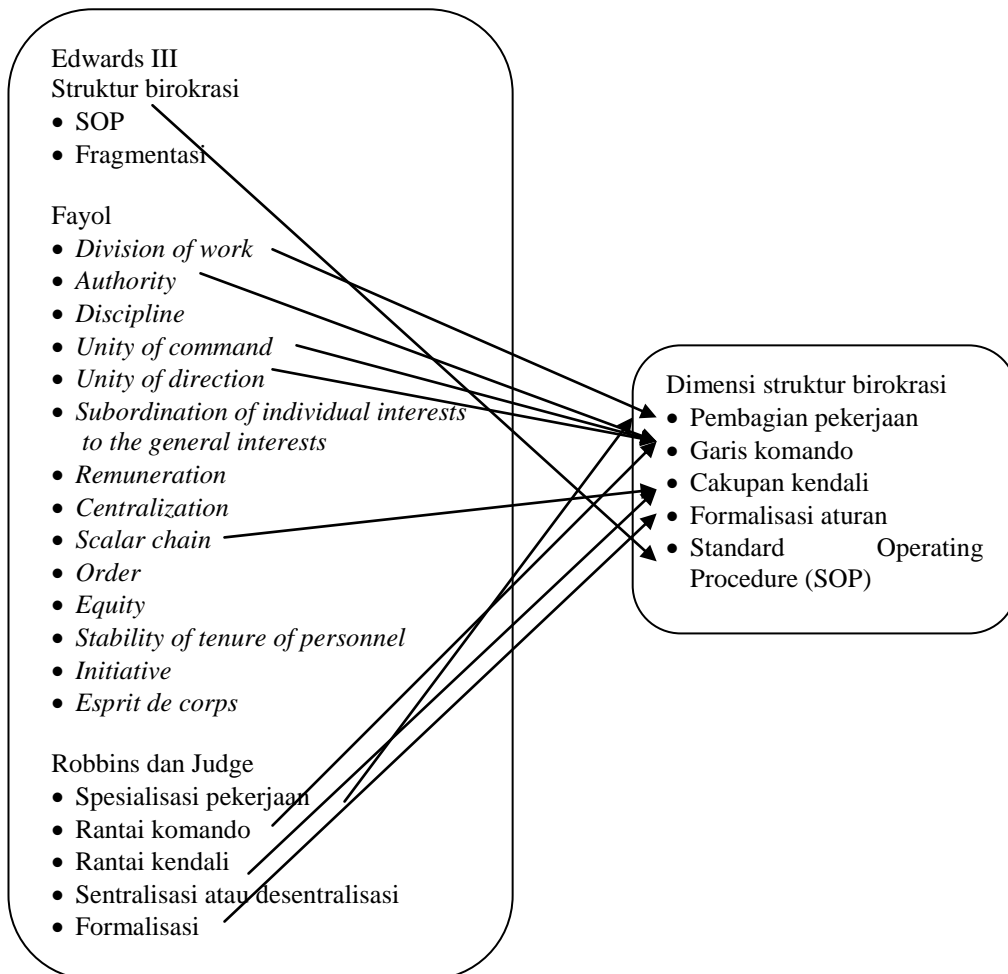 Edwards III
Struktur birokrasi
• SOP
• Fragmentasi
Fayol
• Division of work
• Authority
• Discipline
• Unity of command
• Unity of direction
• Subordination of individual interests
to the general interests
• Remuneration
• Centralization
• Scalar chain
• Order
• Equity
• Stability of tenure of personnel
• Initiative
• Esprit de corps
Robbins dan Judge
• Spesialisasi pekerjaan
• Rantai komando
• Rantai kendali
• Sentralisasi atau desentralisasi
• Formalisasi
Dimensi struktur birokrasi
• Pembagian pekerjaan
• Garis komando
• Cakupan kendali
• Formalisasi aturan
• Standard Operating
Procedure (SOP)